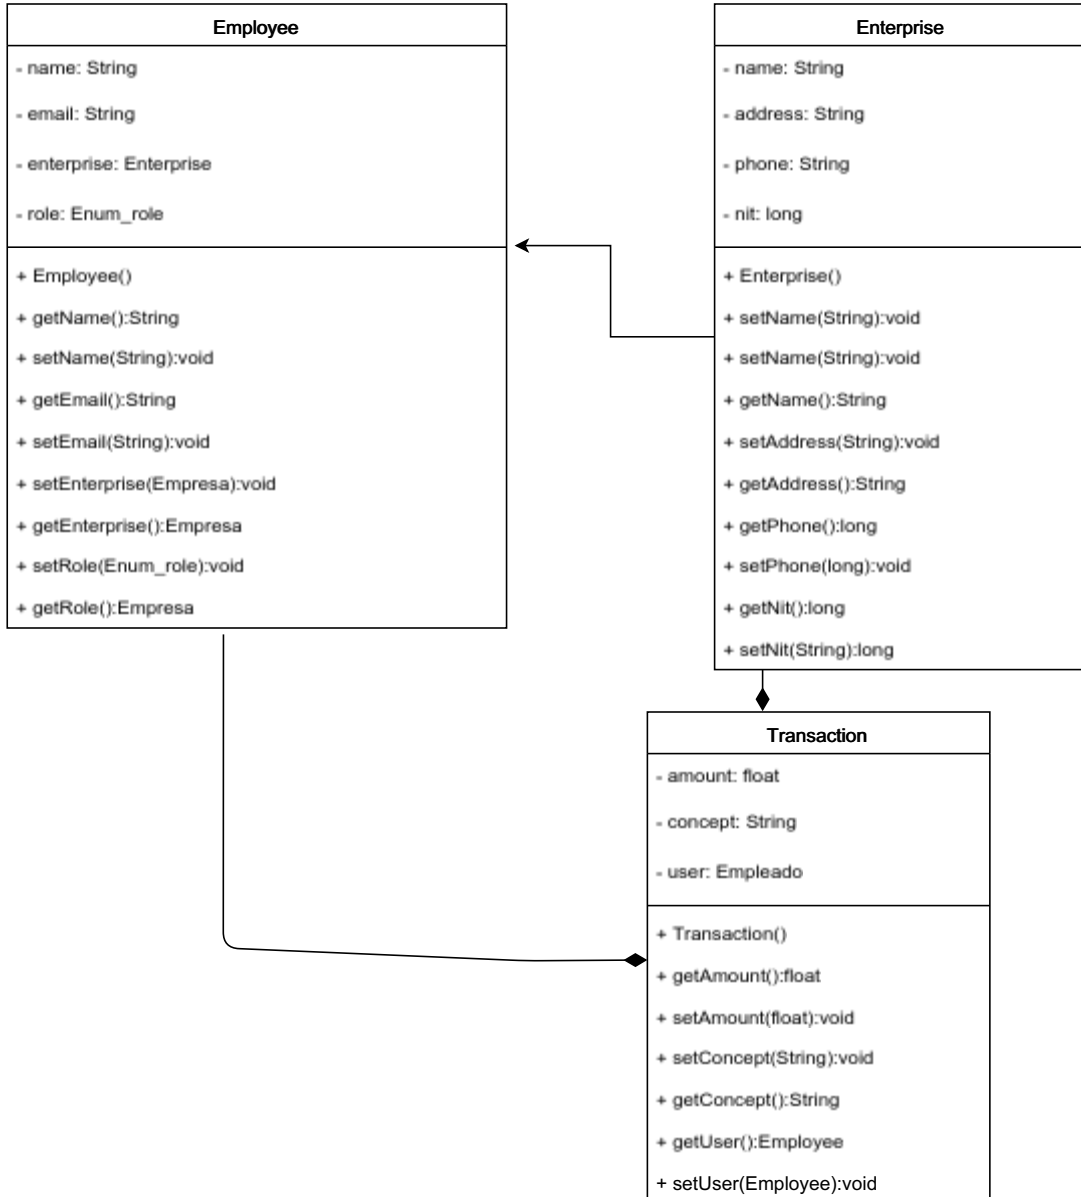 Employee
- name: String
- email: String
- enterprise: Enterprise
- role: Enum_role
+ Employee()
+ getName():String
+ setName(String):void
+ getEmail():String
+ setEmail(String):void
+ setEnterprise(Empresa):void
+ getEnterprise():Empresa
+ setRole(Enum_role):void
+ getRole():Empresa
Enterprise
- name: String
- address: String
- phone: String
- nit: long
+ Enterprise()
+ setName(String):void
+ setName(String):void
+ getName():String
+ setAddress(String):void
+ getAddress():String
+ getPhone():long
+ setPhone(long):void
+ getNit():long
+ setNit(String):long
Transaction
- amount: float
- concept: String
- user: Empleado
+ Transaction()
+ getAmount():float
+ setAmount(float):void
+ setConcept(String):void
+ getConcept():String
+ getUser():Employee
+ setUser(Employee):void